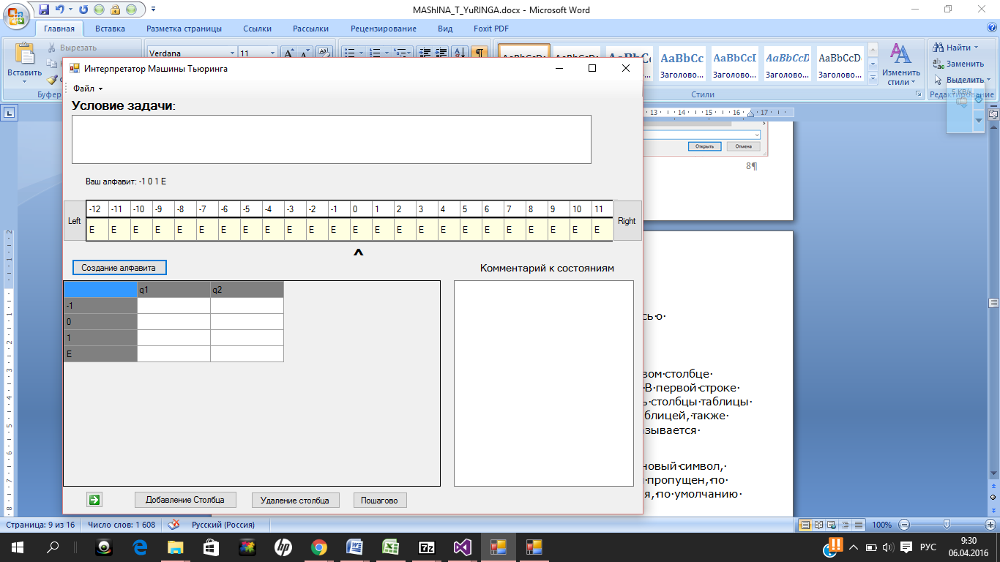 MAShINA_T_YuRINGA.docx - Microsoft Word
Главная Вставка Разметка страницы Ссылки Рассылки Рецензирование Вид Foxit PDF
Вставить
Вырезать
Буфер
Verdana 11
AaBbCcDc AaBbCcDc AaBbC AaBbCc AaBbCcI AaBbCcD AaBbCcD
Заголово... Заголово... Заголово... Заголово... Заголово...
Стили
Изменить
стили
Найти
Заменить
Выделить
Редактирование
5 KB/s
Интерпретатор Машины Тьюринга
Файл
Условие задачи:
Ваш алфавит: -1 0 1 E
Left
-12 -11 -10 -9 -8 -7 -6 -5 -4 -3 -2 -1 0 1 2 3 4 5 6 7 8 9 10 11
E E E E E E E E E E E E E E E E E E E E E E E E
Right
^
Создание алфавита
Комментарий к состояниям
q1 q2
-1
0
1
E
Добавление Столбца Удаление столбца Пошагово
13 14 15 16 17
Открыть Отмена
8¶
сь·о·
вом·столбце·
В·первой·строке·
ь·столбцы·таблицы·
блицей,·также·
зывается·
новый·символ,·
пропущен,·по·
я,·по·умолчанию·
Страница: 9 из 16 Число слов: 1 608 Русский (Россия) 100%
РУС
9:30
06.04.2016